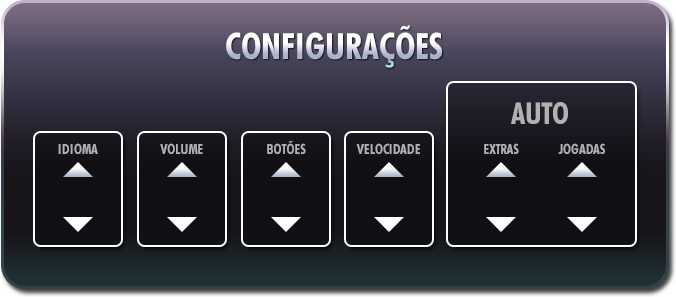 CONFIGURAÇÕES
AUTO
IDIOMA VOLUME BOTÕES VELOCIDADE EXTRAS JOGADAS